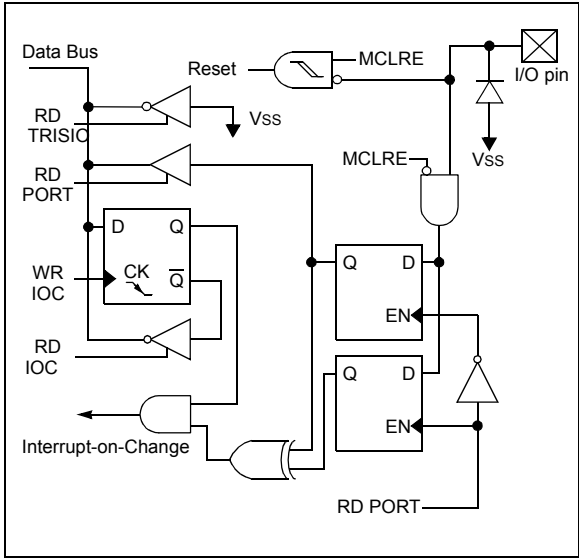 Data Bus
Reset
MCLRE
I/O pin
RD
TRISIO
VSS
VSS
RD
PORT
MCLRE
D
Q
WR
IOC
CK
Q
Q
D
EN
RD
IOC
Q
D
EN
Interrupt-on-Change
RD PORT